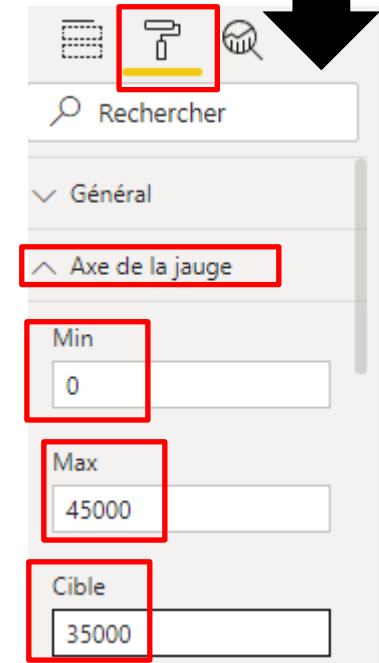 Rechercher
Général
Axe de la jauge
Min
0
Max
45000
Cible
35000